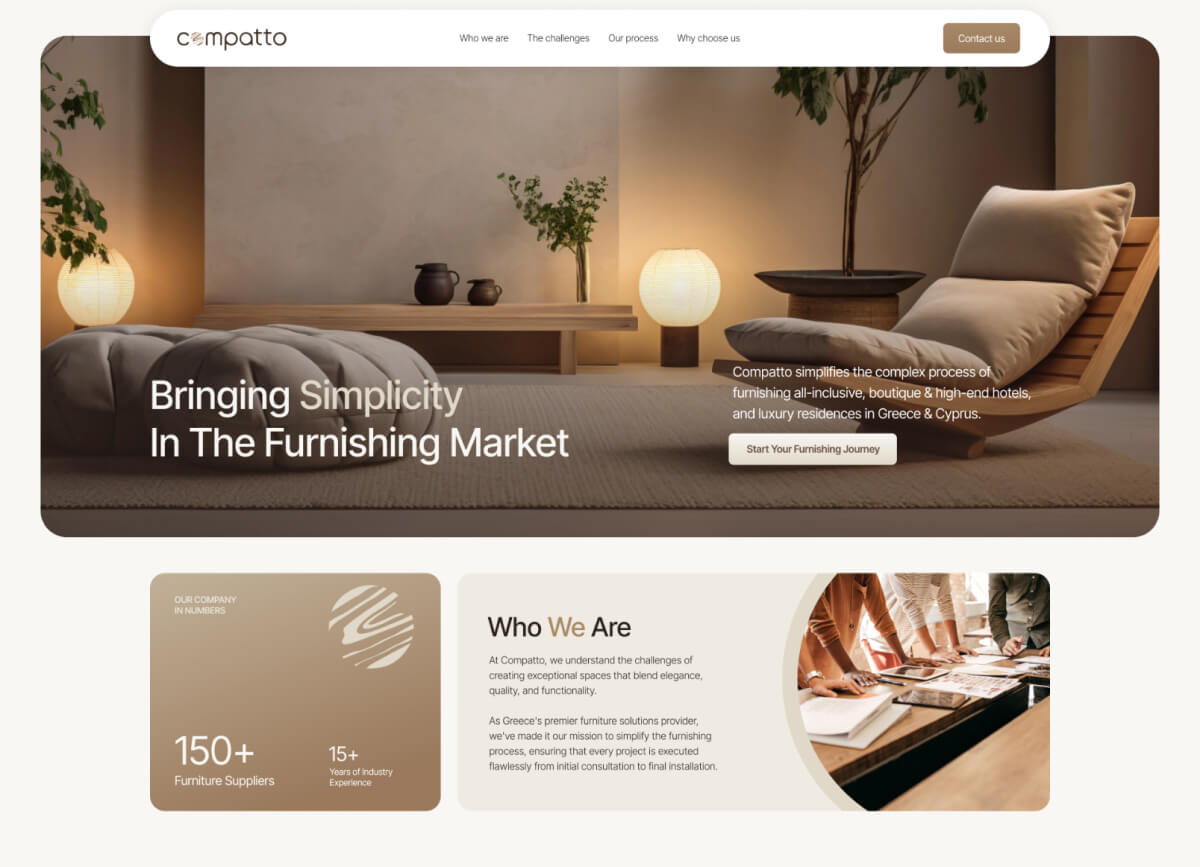 compatto
Who we are
The challenges
Our process
Why choose us
Contact us
Bringing Simplicity
In The Furnishing Market
Compatto simplifies the complex process of
furnishing all-inclusive, boutique & high-end hotels,
and luxury residences in Greece & Cyprus.
Start Your Furnishing Journey
OUR COMPANY
IN NUMBERS
150+
Furniture Suppliers
15+
Years of Industry
Experience
Who We Are
At Compatto, we understand the challenges of
creating exceptional spaces that blend elegance,
quality, and functionality.
As Greece's premier furniture solutions provider,
we've made it our mission to simplify the furnishing
process, ensuring that every project is executed
flawlessly from initial consultation to final installation.